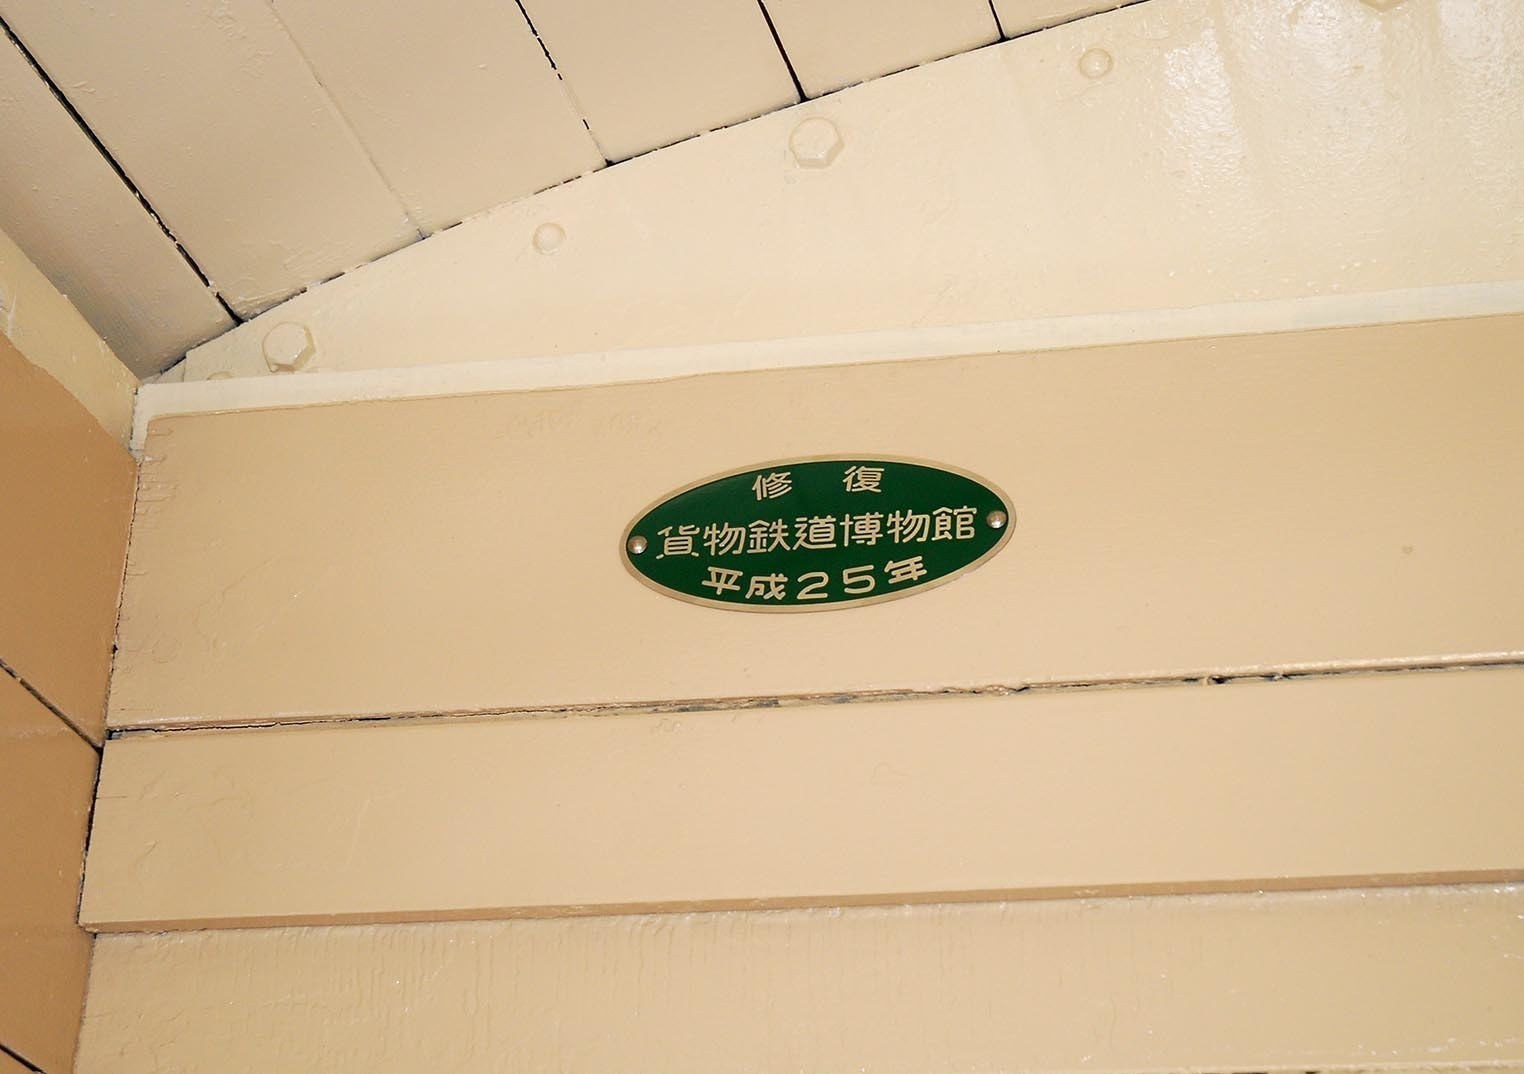 修 復
貨物鉄道博物館
平成25年